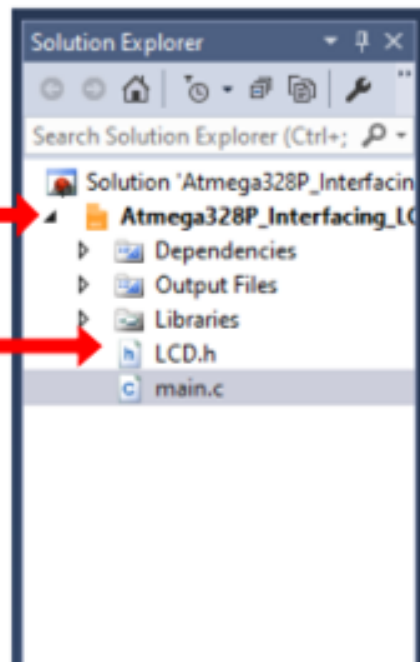 Solution Explorer
Search Solution Explorer (Ctrl+;
Solution 'Atmega328P_Interfacin
Atmega328P_Interfacing_LC
Dependencies
Output Files
Libraries
LCD.h
main.c